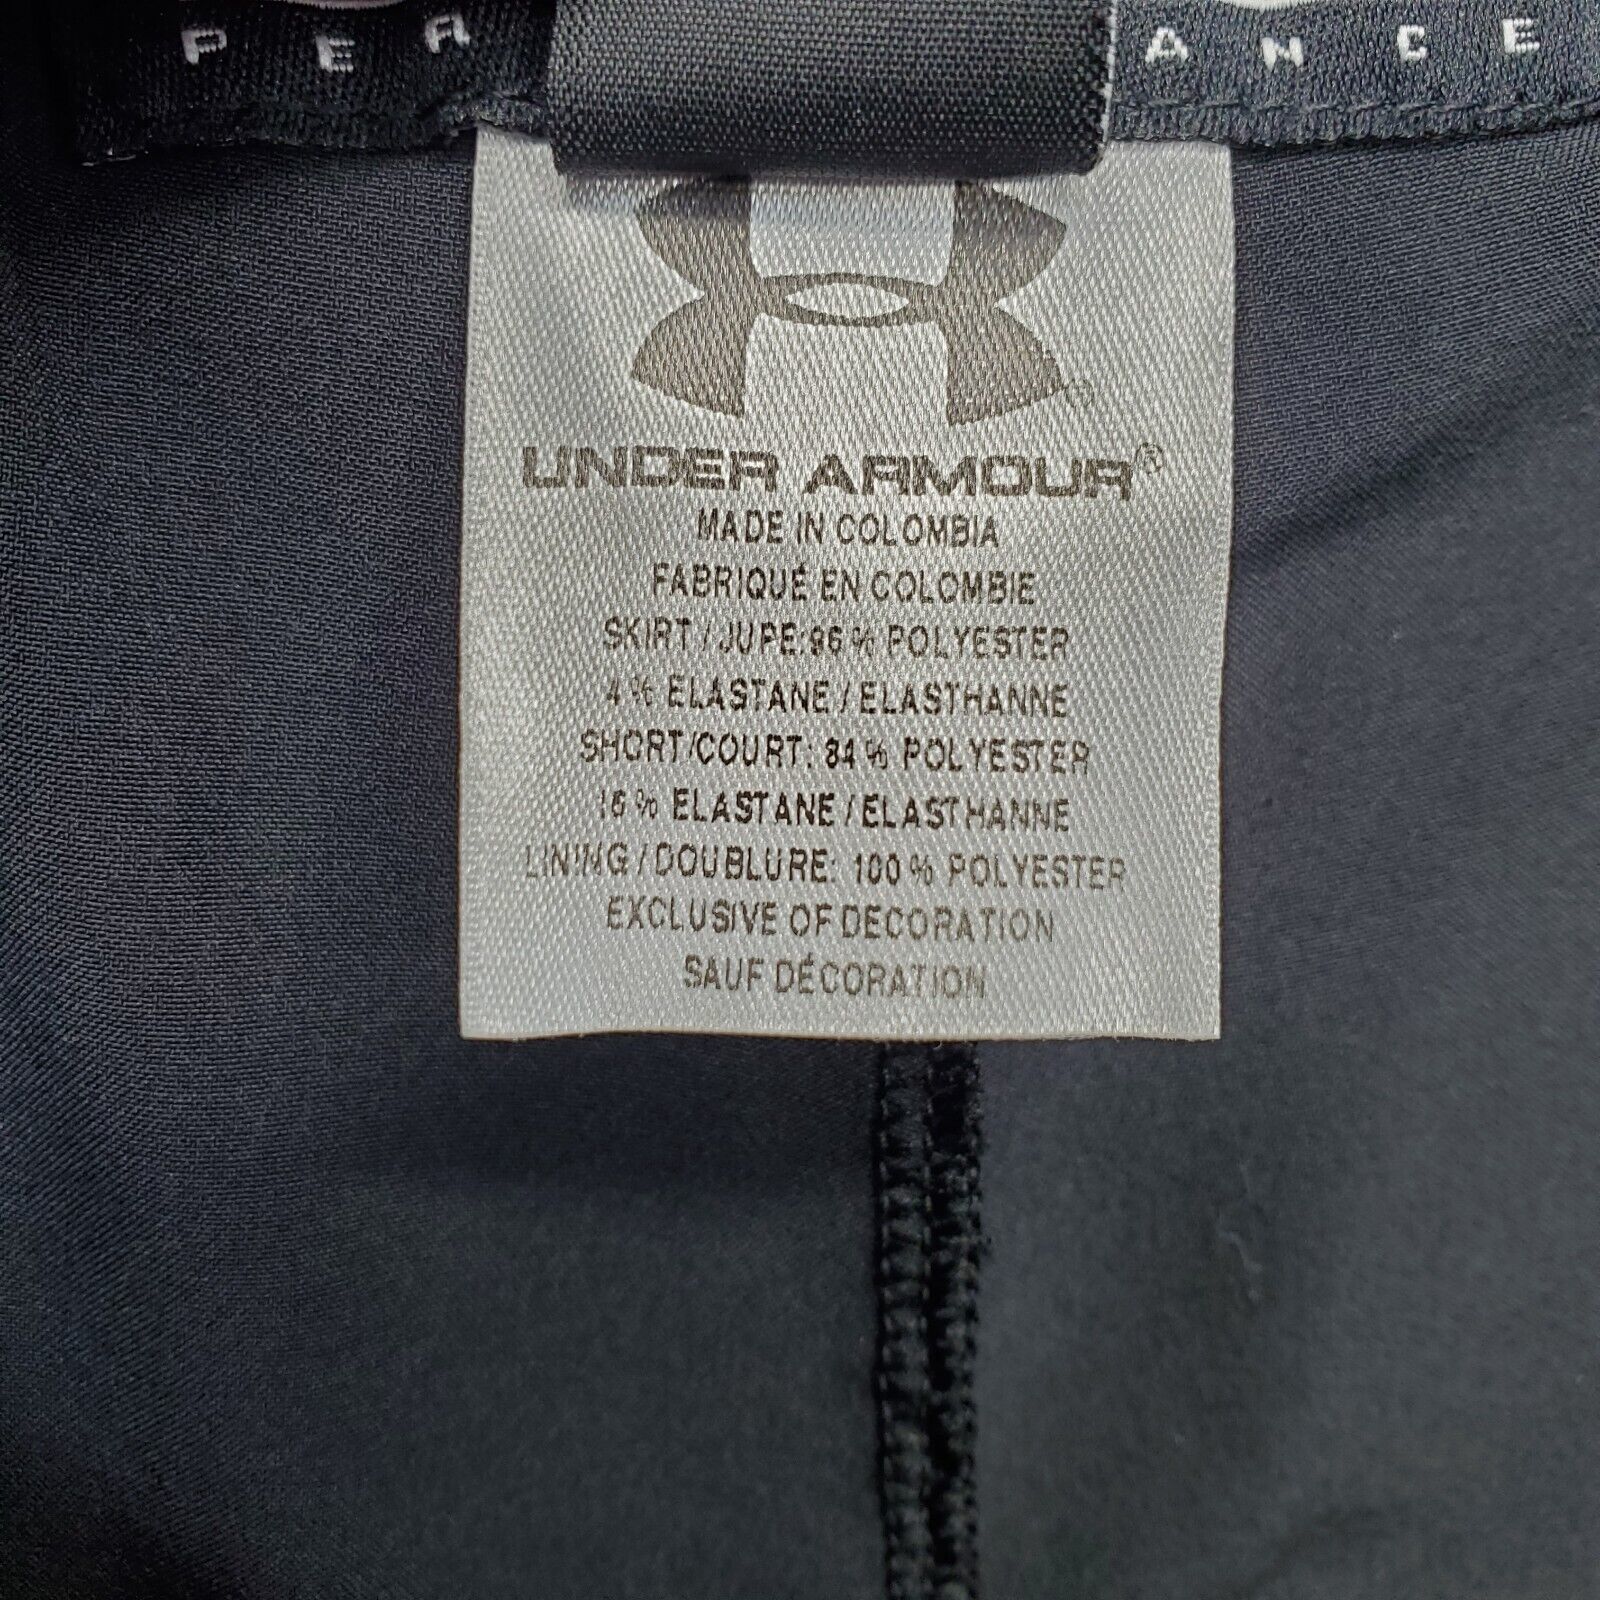 PER ANCE
UNDER ARMOUR®
MADE IN COLOMBIA
FABRIQUÉ EN COLOMBIE
SKIRT / JUPE: 96 % POLYESTER
4 % ELASTANE / ELASTHANNE
SHORT/COURT: 84 % POLYESTER
16 % ELASTANE / ELASTHANNE
LINING / DOUBLURE: 100 % POLYESTER
EXCLUSIVE OF DECORATION
SAUF DÉCORATION